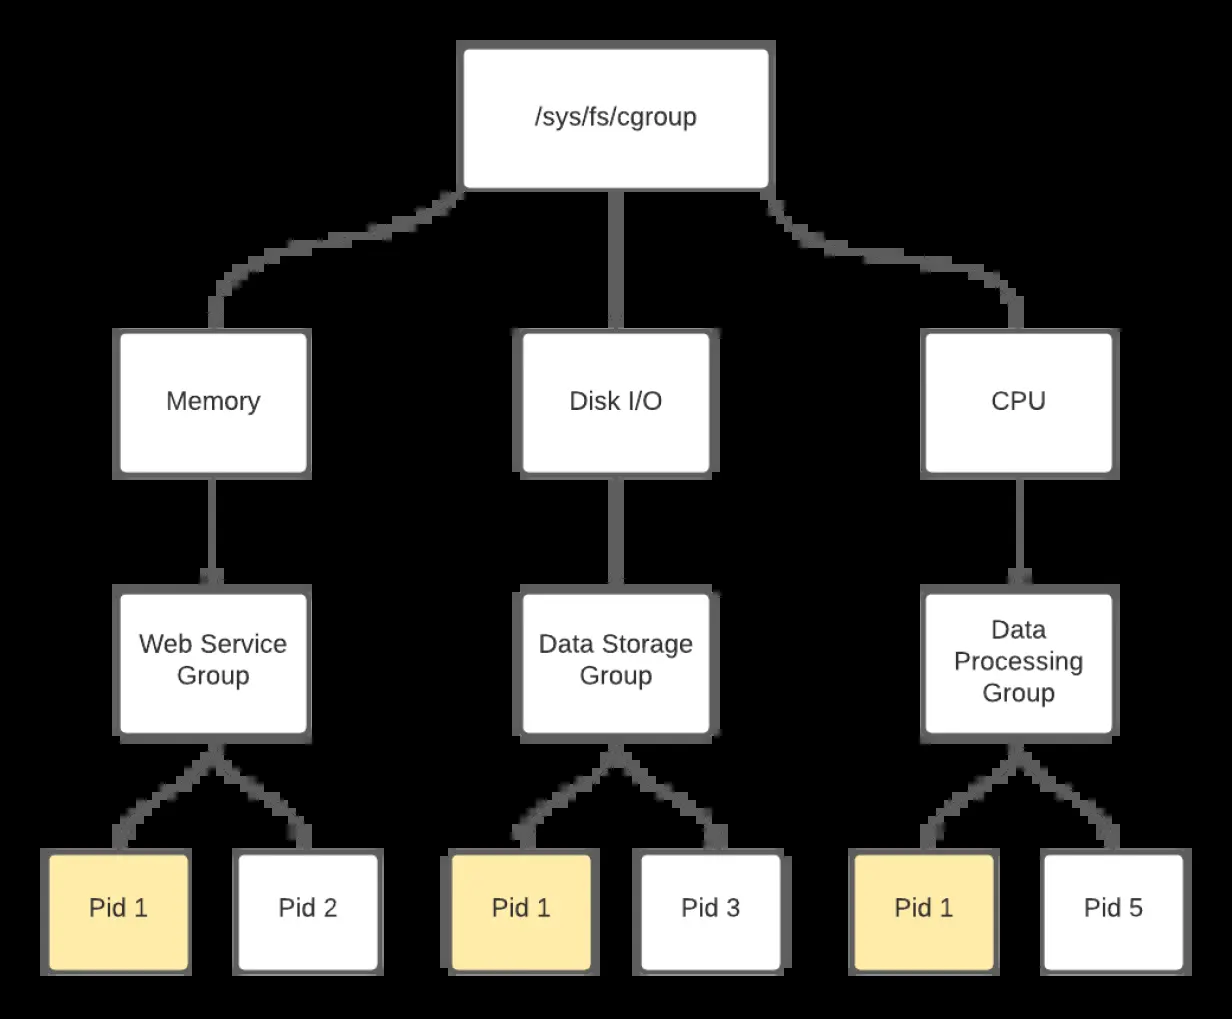 /sys/fs/cgroup
Memory
Disk I/O
CPU
Web Service
Group
Data Storage
Group
Data
Processing
Group
Pid 1
Pid 2
Pid 1
Pid 3
Pid 1
Pid 5